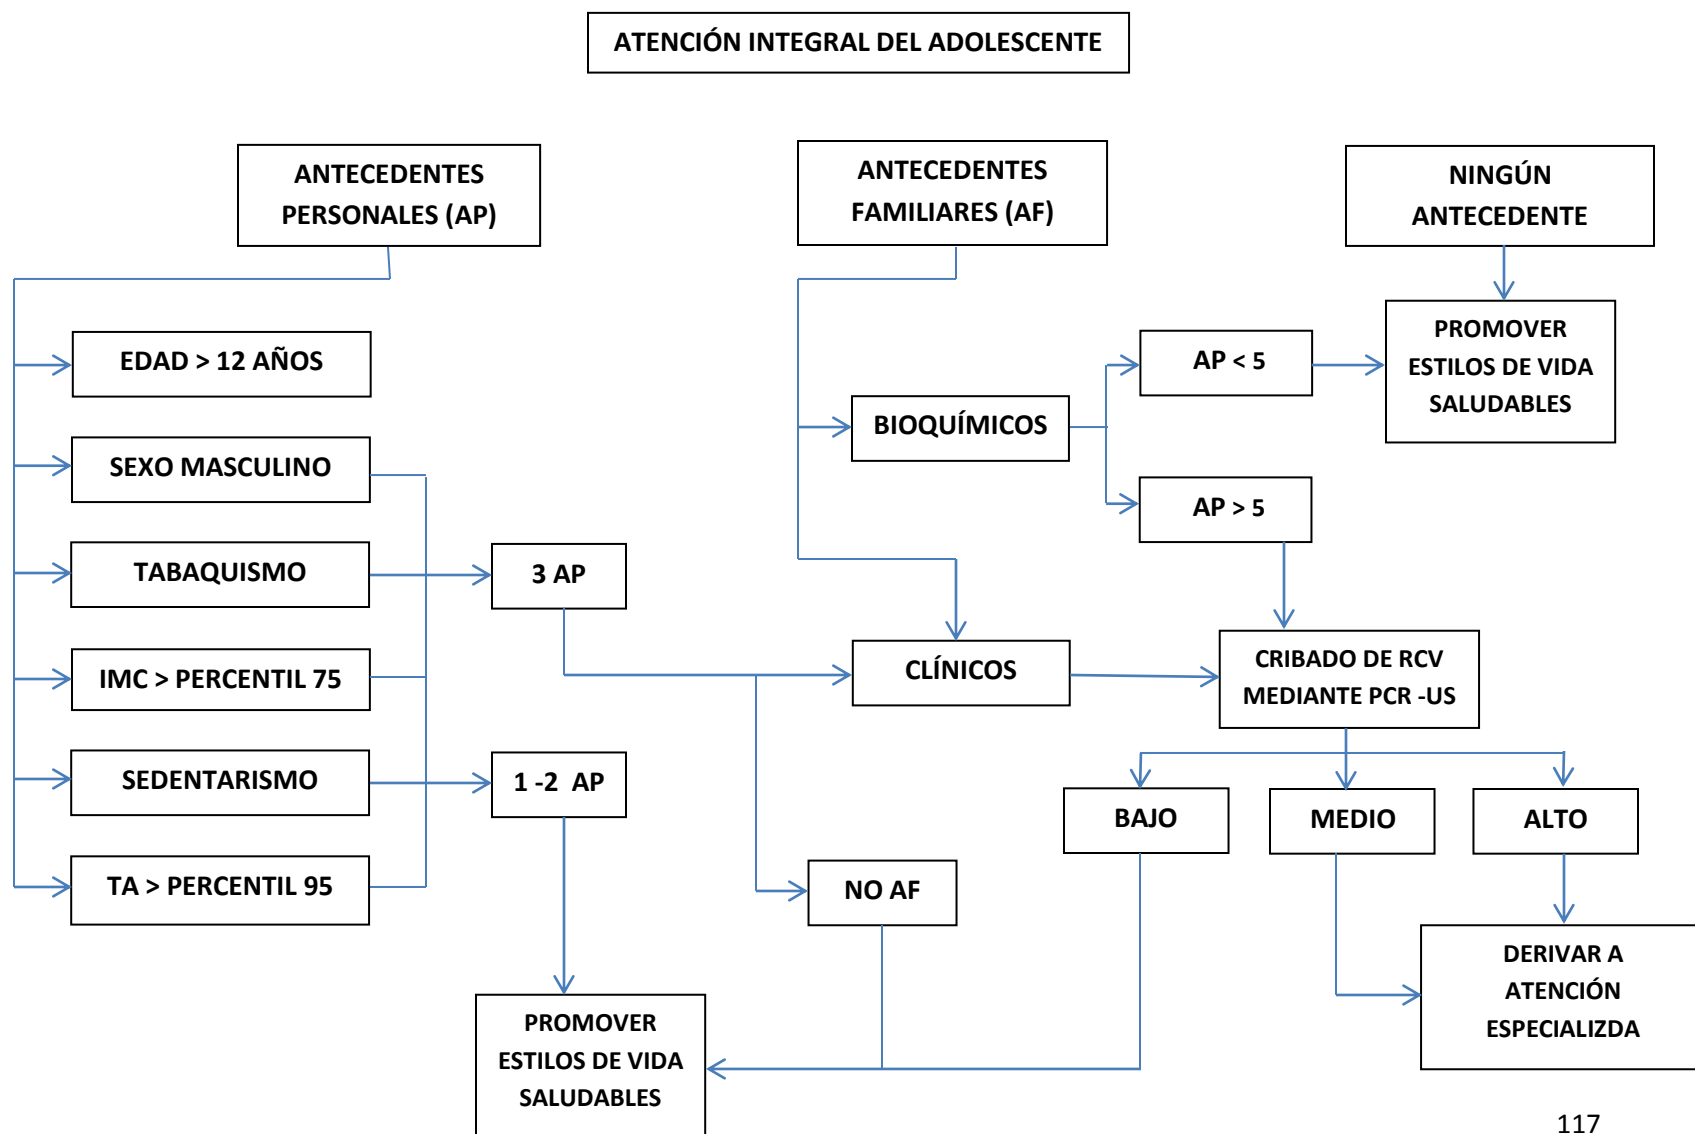 ATENCIÓN INTEGRAL DEL ADOLESCENTE
ANTECEDENTES
PERSONALES (AP)
ANTECEDENTES
FAMILIARES (AF)
NINGÚN
ANTECEDENTE
EDAD > 12 AÑOS
SEXO MASCULINO
TABAQUISMO
IMC > PERCENTIL 75
SEDENTARISMO
TA > PERCENTIL 95
3 AP
1 -2 AP
PROMOVER
ESTILOS DE VIDA
SALUDABLES
BIOQUÍMICOS
CLÍNICOS
NO AF
AP < 5
AP > 5
PROMOVER
ESTILOS DE VIDA
SALUDABLES
CRIBADO DE RCV
MEDIANTE PCR -US
BAJO
MEDIO
ALTO
DERIVAR A
ATENCIÓN
ESPECIALIZDA
117